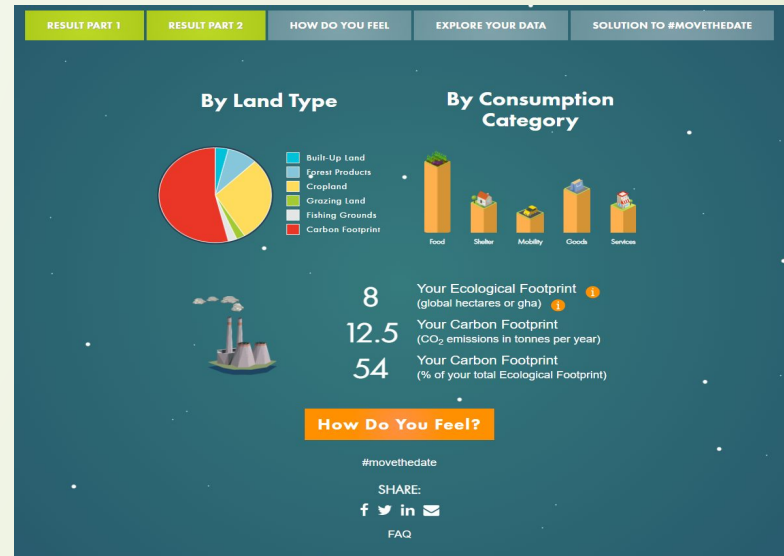 RESULT PART 1
RESULT PART 2
HOW DO YOU FEEL
EXPLORE YOUR DATA
SOLUTION TO #MOVETHEDATE
By Land Type
Built-Up Land
Forest Products
Cropland
Grazing Land
Fishing Grounds
Carbon Footprint
By Consumption
Category
Food
Shelter
Mobility
Goods
Services
8
Your Ecological Footprint
(global hectares or gha)
12.5
Your Carbon Footprint
(CO₂ emissions in tonnes per year)
54
Your Carbon Footprint
(% of your total Ecological Footprint)
How Do You Feel?
#movethedate
SHARE:
FAQ